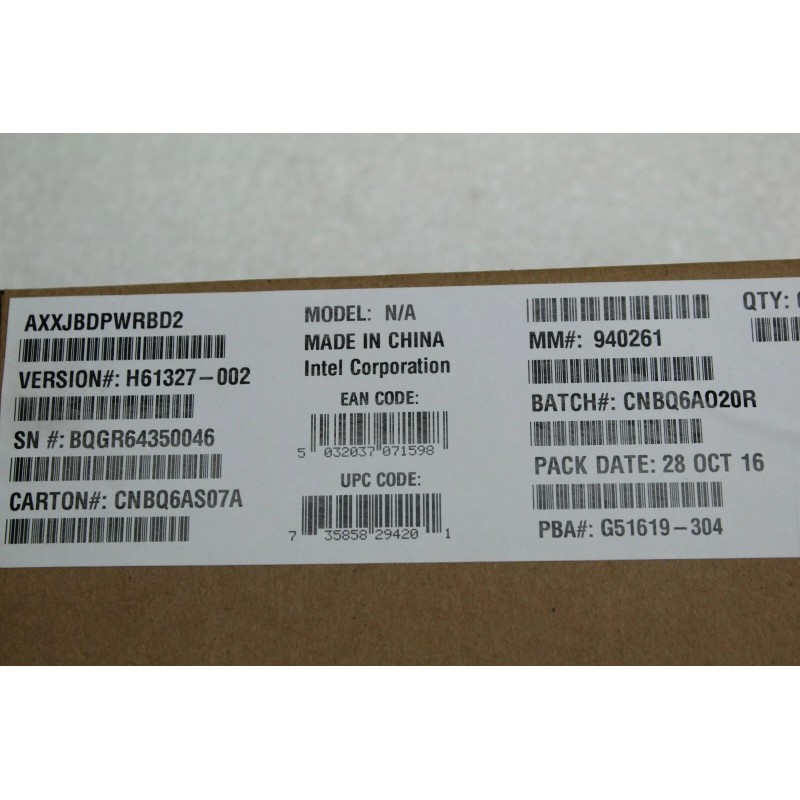 AXXJBDPWRBD2
VERSION#: H61327-002
SN #: BQGR64350046
CARTON#: CNBQ6AS07A
MODEL: N/A
MADE IN CHINA
Intel Corporation
EAN CODE:
5 032037 071598
UPC CODE:
7 35858 29420 1
MM#: 940261
BATCH#: CNBQ6AO20R
PACK DATE: 28 OCT 16
PBA#: G51619-304
QTY: